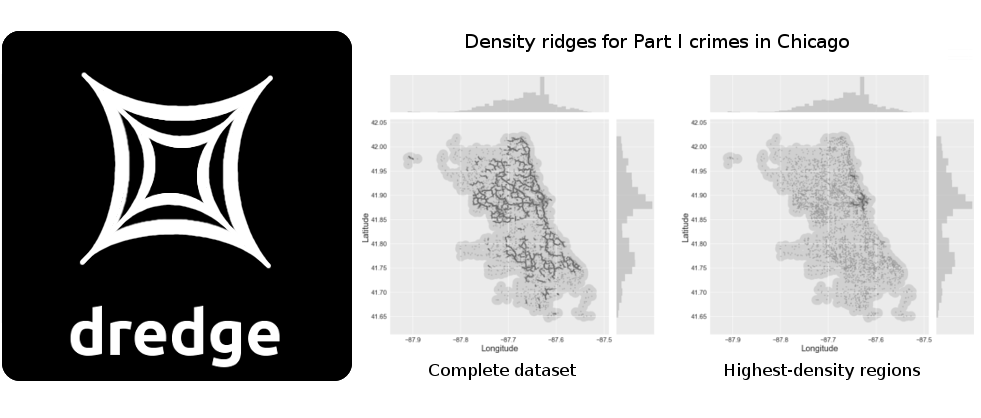 dredge
Density ridges for Part I crimes in Chicago
42.05
42.00
41.95
41.90
41.85
41.80
41.75
41.70
41.65
Latitude
−87.9 −87.8 −87.7 −87.6 −87.5
Longitude
Complete dataset
42.05
42.00
41.95
41.90
41.85
41.80
41.75
41.70
41.65
Latitude
−87.9 −87.8 −87.7 −87.6 −87.5
Longitude
Highest-density regions